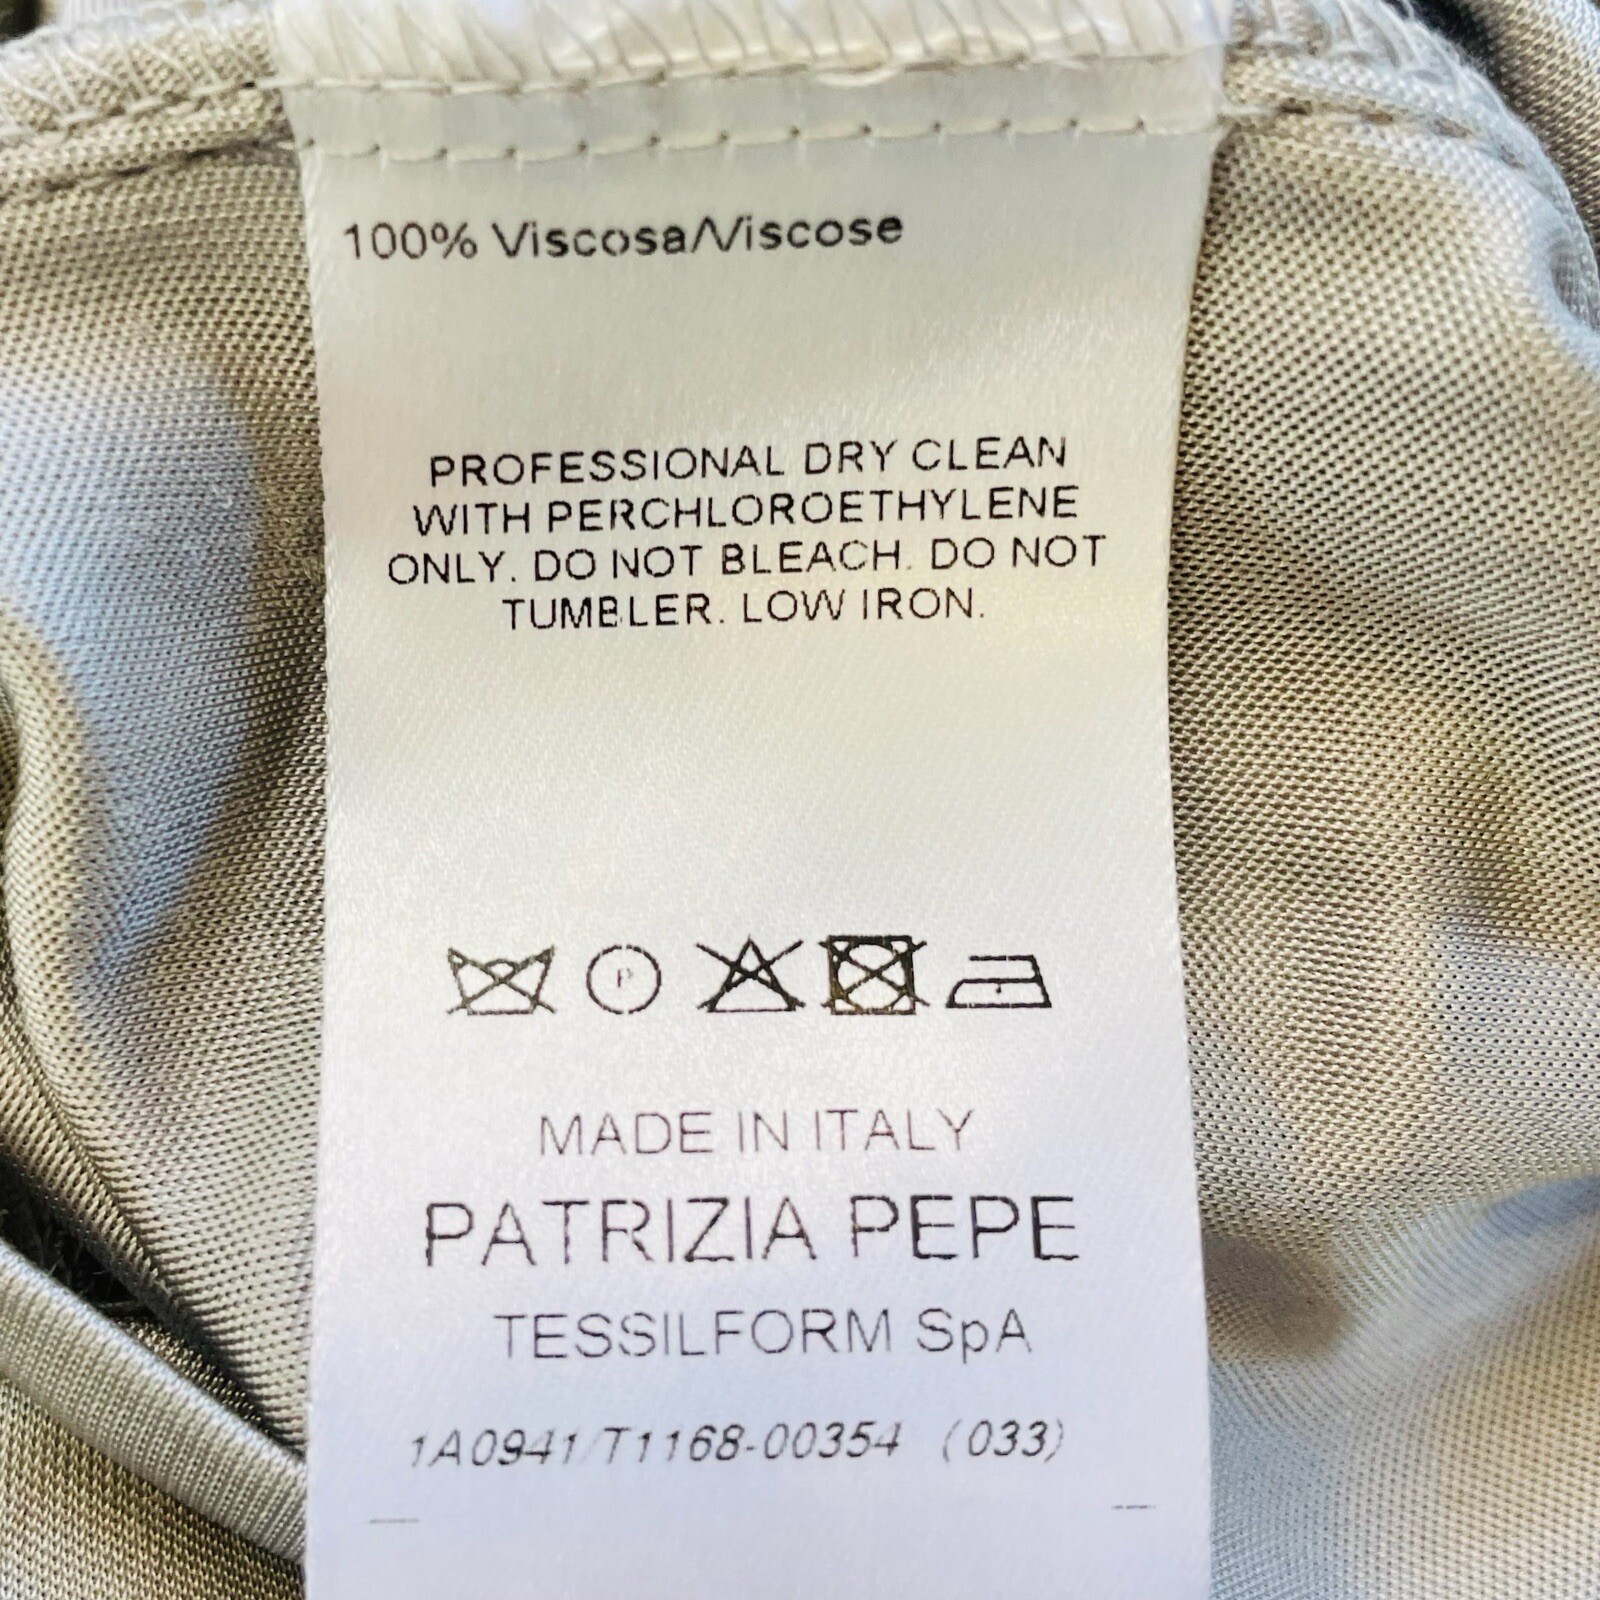 100% Viscosa/Viscose
PROFESSIONAL DRY CLEAN
WITH PERCHLOROETHYLENE
ONLY. DO NOT BLEACH. DO NOT
TUMBLER. LOW IRON.
P
MADE IN ITALY
PATRIZIA PEPE
TESSILFORM SpA
1A0941/T1168-00354 (033)